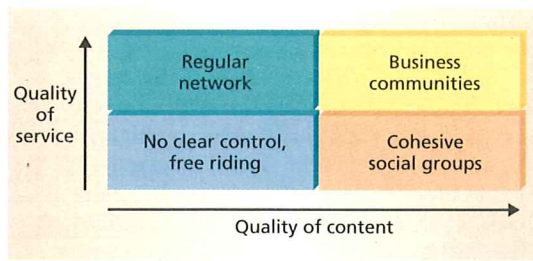 Regular
network
Business
communities
Quality
of
service
No clear control,
free riding
Cohesive
social groups
Quality of content